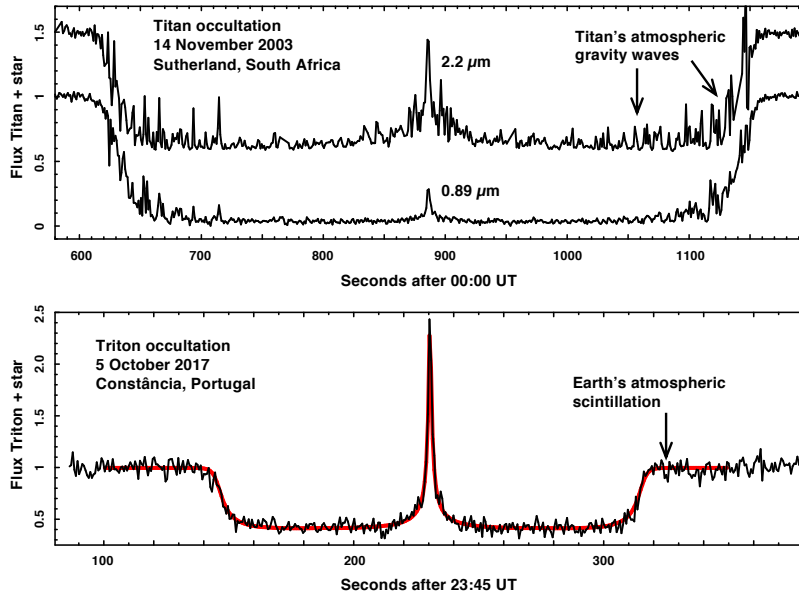 Titan occultation
14 November 2003
Sutherland, South Africa
2.2 µm
Titan's atmospheric
gravity waves
0.89 µm
Flux Titan + star
1.5
1
0.5
0
600 700 800 900 1000 1100
Seconds after 00:00 UT
Triton occultation
5 October 2017
Constância, Portugal
Earth's atmospheric
scintillation
Flux Triton + star
2.5
2.0
1.5
1
0.5
100 200 300
Seconds after 23:45 UT